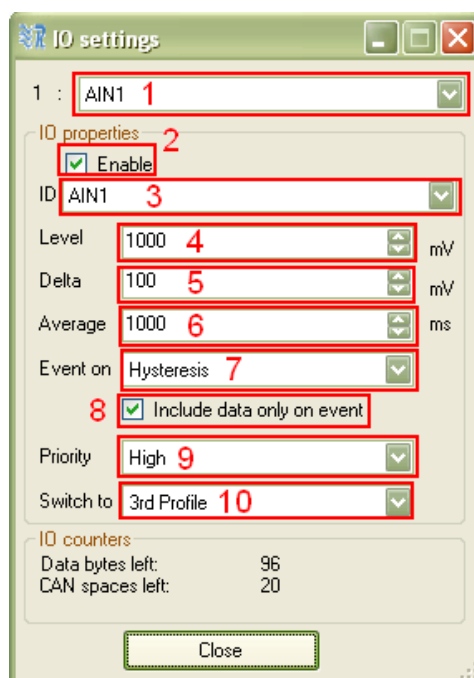 IO settings
1 : AIN1 1
IO properties 2
Enable
ID AIN1 3
Level 1000 4 mV
Delta 100 5 mV
Average 1000 6 ms
Event on Hysteresis 7
8 Include data only on event
Priority High 9
Switch to 3rd Profile 10
IO counters
Data bytes left: 96
CAN spaces left: 20
Close